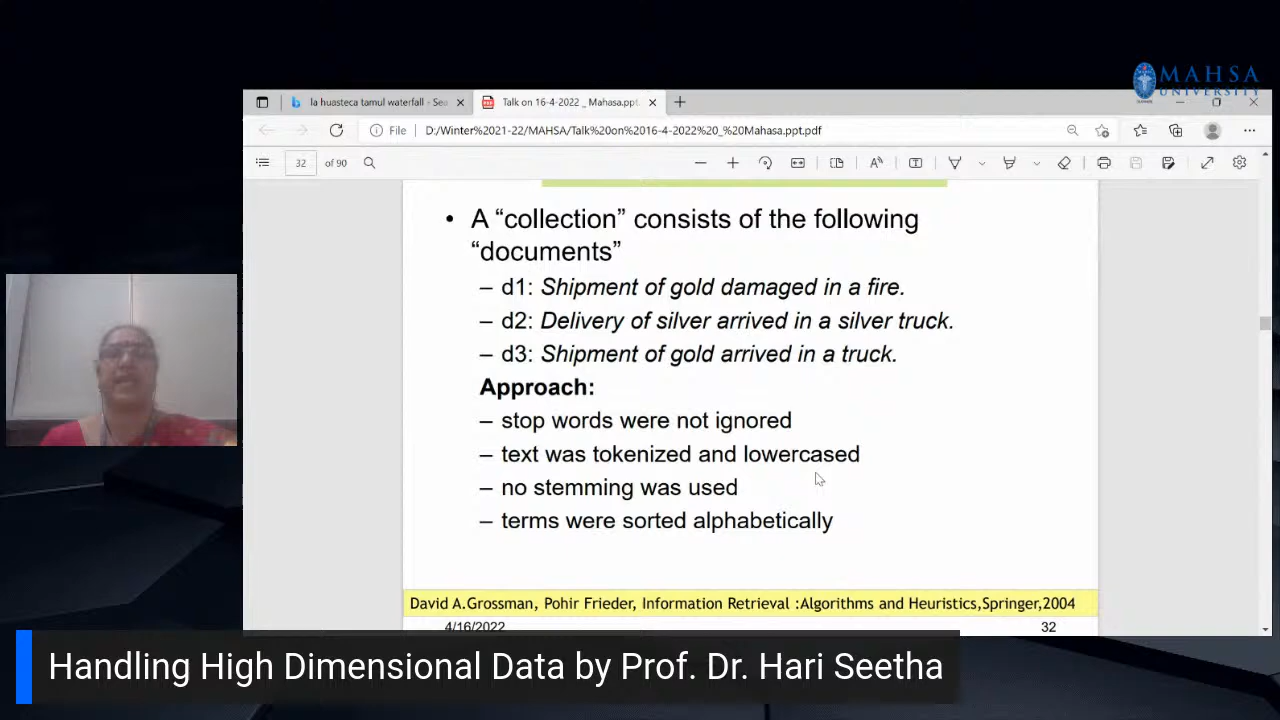 MAHSA
UNIVERSITY
la huasteca tamul waterfall - Sea
Talk on 16-4-2022 _ Mahasa.ppt.
File
D:/Winter%2021-22/MAHSA/Talk%20on%2016-4-2022%20_%20Mahasa.ppt.pdf
32 of 90
• A “collection” consists of the following
“documents”
– d1: Shipment of gold damaged in a fire.
– d2: Delivery of silver arrived in a silver truck.
– d3: Shipment of gold arrived in a truck.
Approach:
– stop words were not ignored
– text was tokenized and lowercased
– no stemming was used
– terms were sorted alphabetically
David A.Grossman, Pohir Frieder, Information Retrieval :Algorithms and Heuristics,Springer,2004
4/16/2022 32
Handling High Dimensional Data by Prof. Dr. Hari Seetha